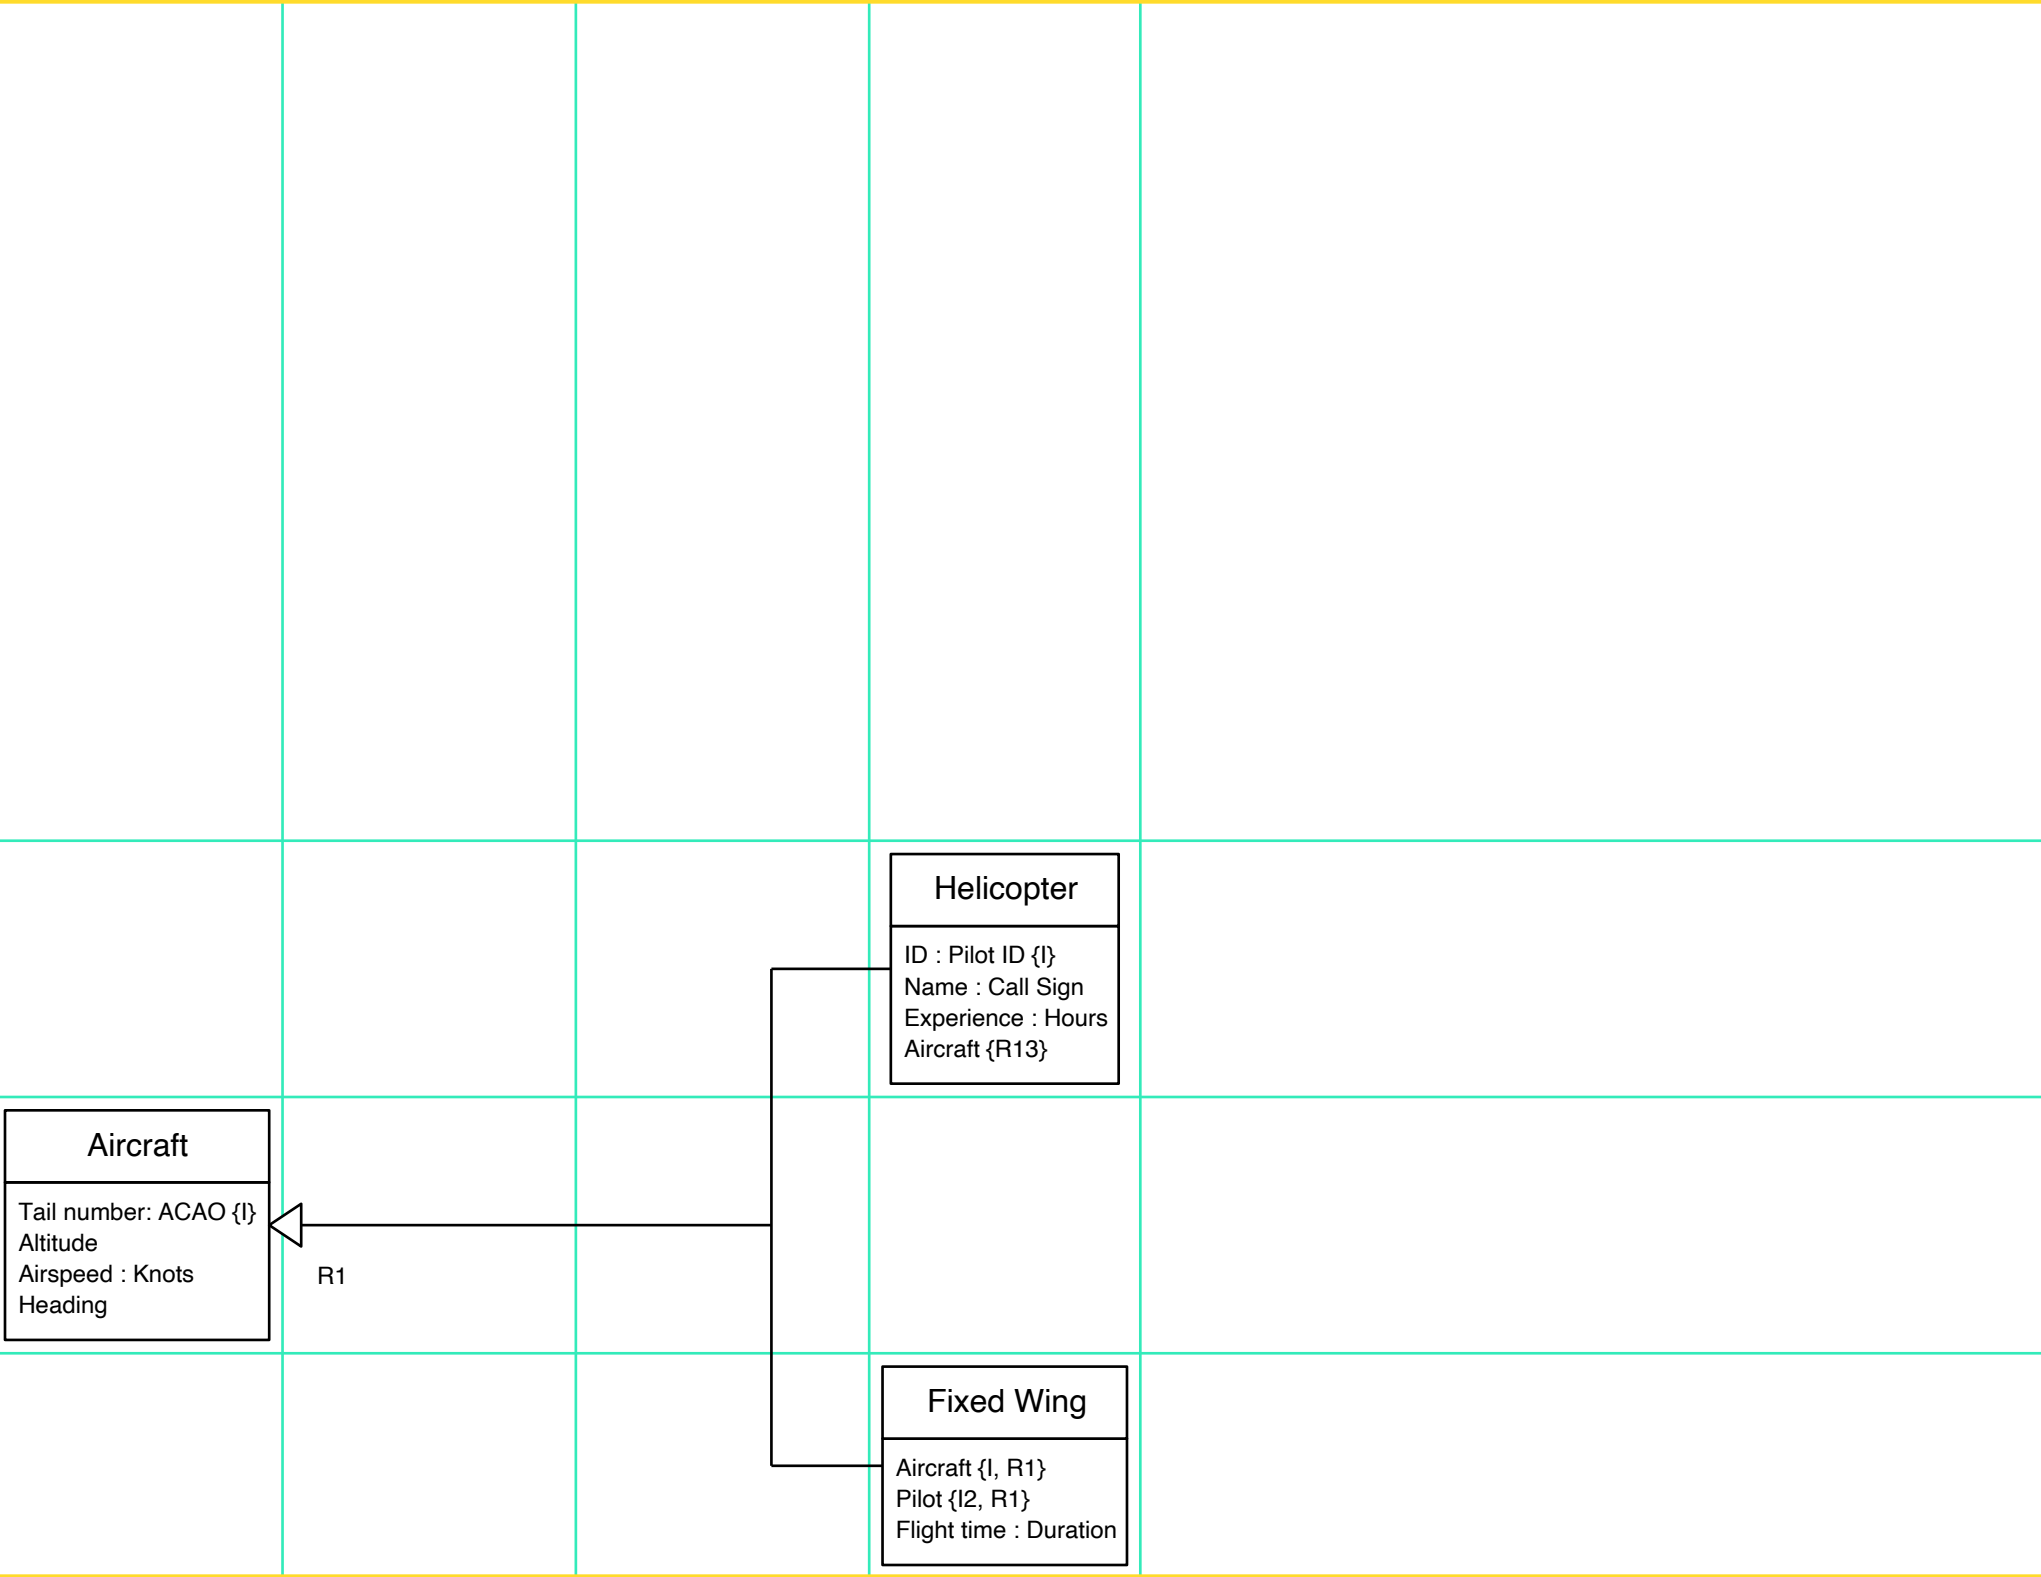 Helicopter
ID : Pilot ID {I}
Name : Call Sign
Experience : Hours
Aircraft {R13}
Aircraft
Tail number: ACAO {I}
Altitude
Airspeed : Knots
Heading
R1
Fixed Wing
Aircraft {I, R1}
Pilot {I2, R1}
Flight time : Duration